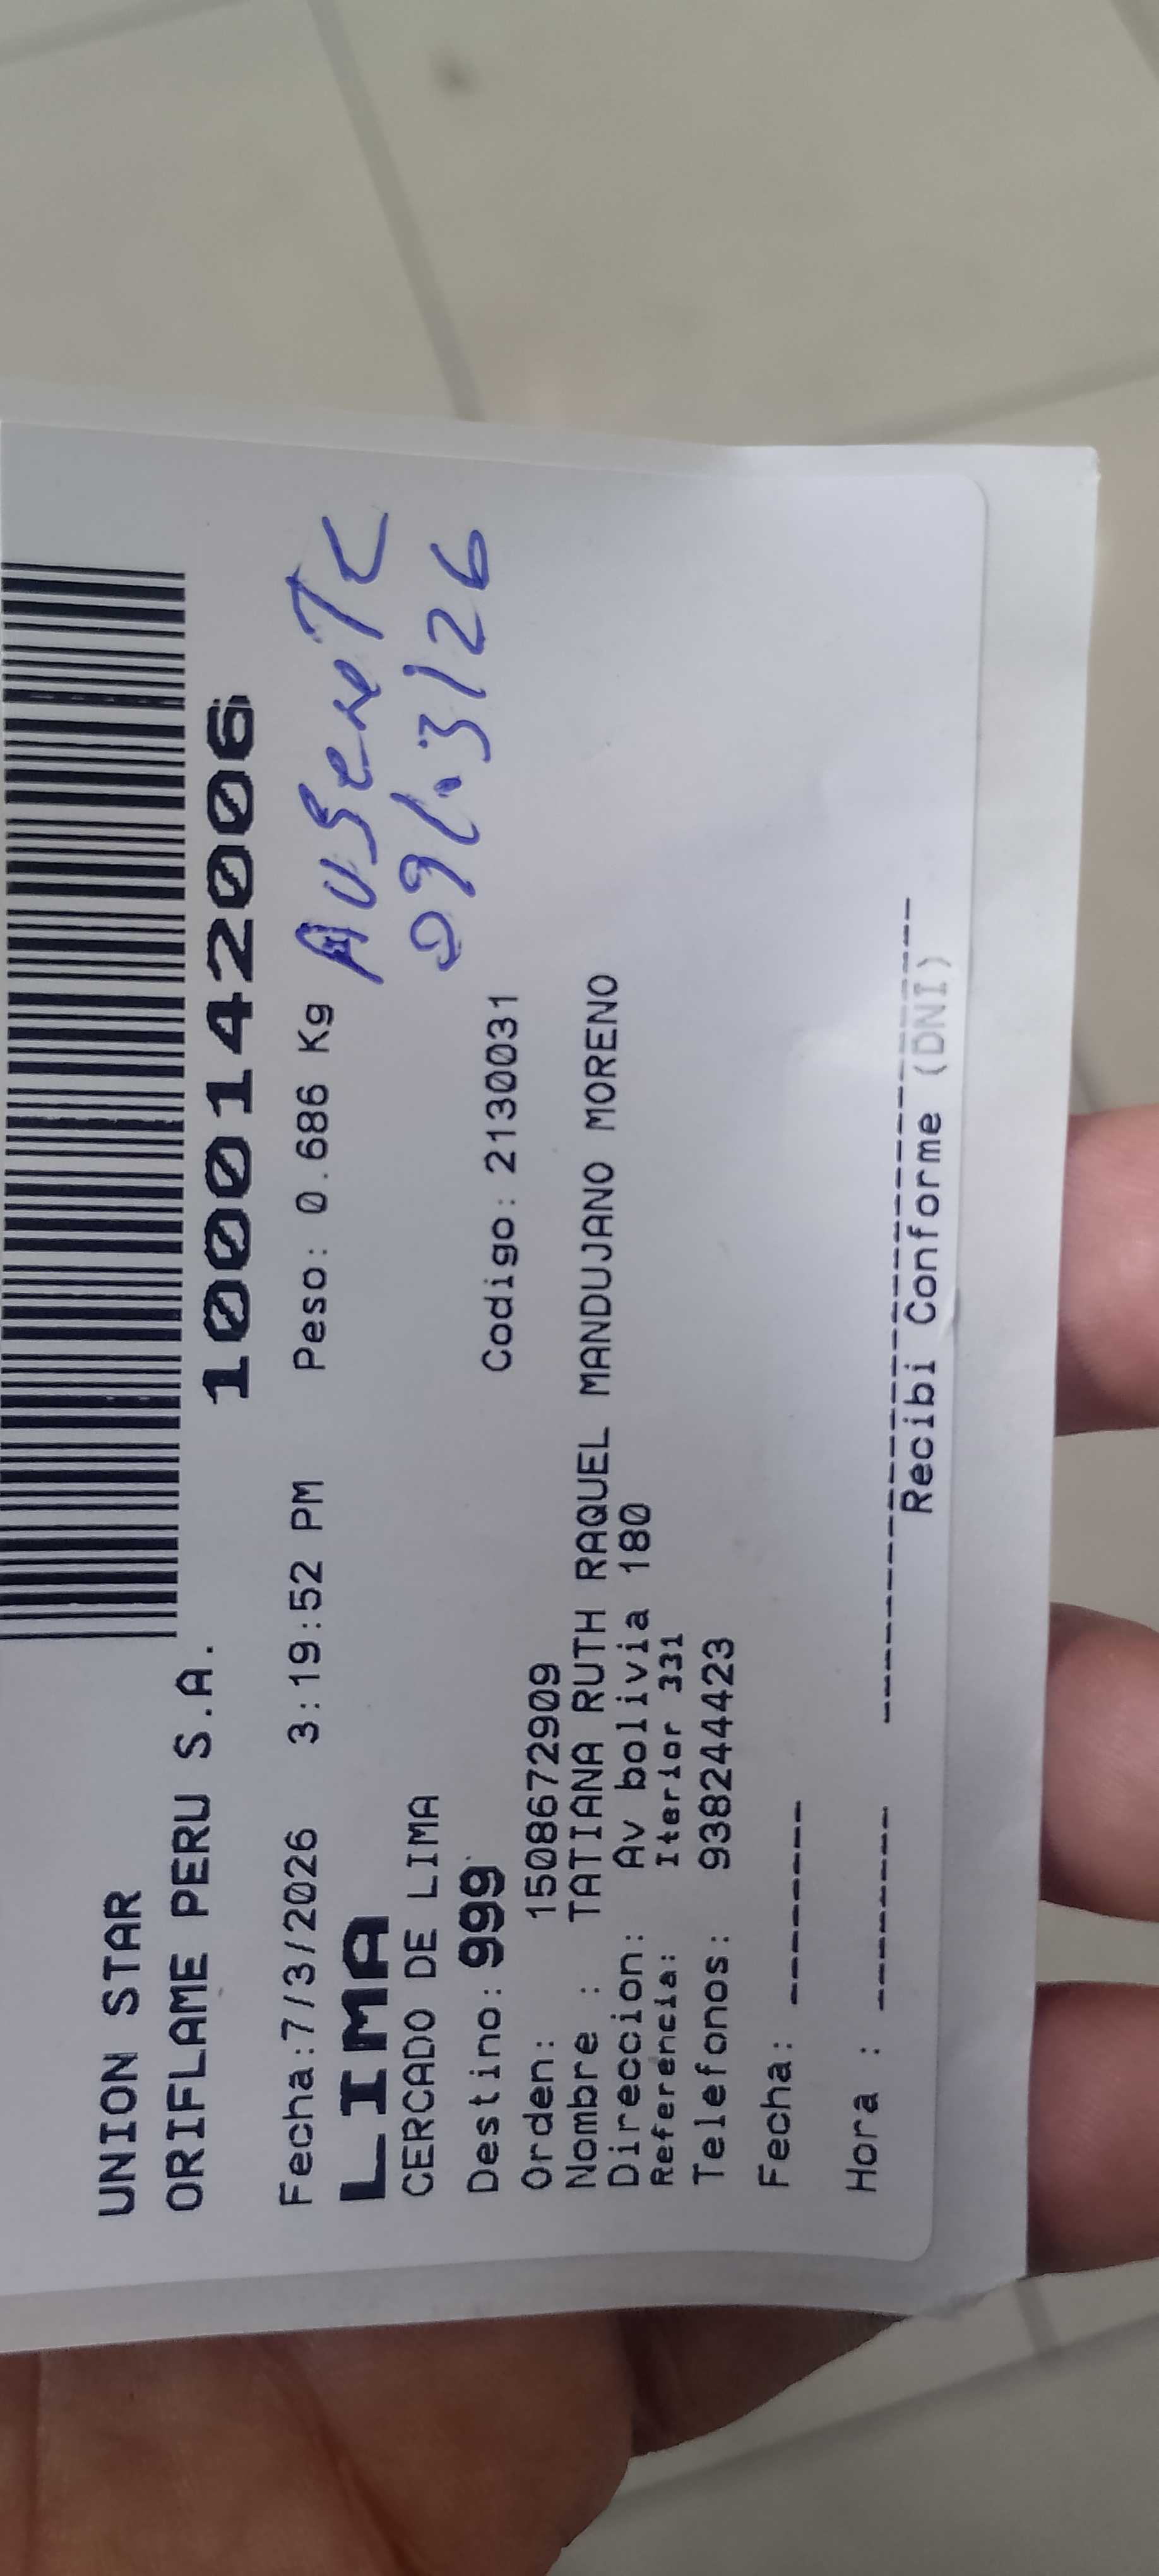 UNION STAR
ORIFLAME PERU S.A.
1000142006
Fecha:7/3/2026 3:19:52 PM Peso: 0.686 Kg
AUSenTe
09/.3/26
LIMA
CERCADO DE LIMA
Destino: 999 Codigo: 2130031
Orden: 1508672909
Nombre : TATIANA RUTH RAQUEL MANDUJANO MORENO
Direccion: Av bolivia 180
Referencia: Iterior 331
Telefonos: 938244423
Fecha: -------
Hora : -------
Recibi Conforme (DNI)